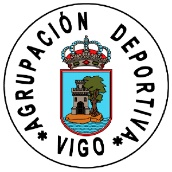 AGRUPACIÓN DEPORTIVA
* VIGO *